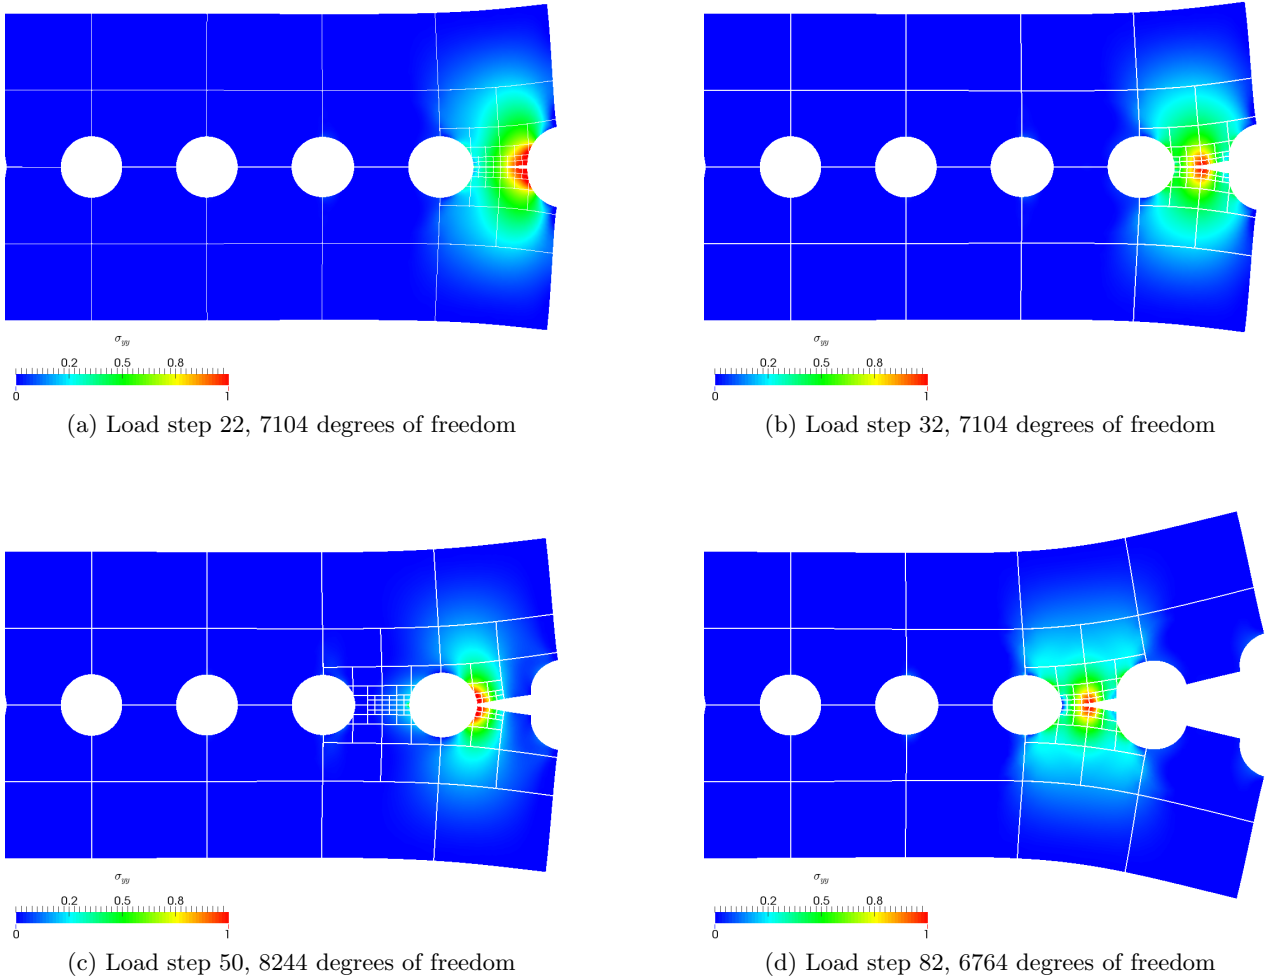 σyy
0.2 0.5 0.8
0 1
(a) Load step 22, 7104 degrees of freedom
σyy
0.2 0.5 0.8
0 1
(b) Load step 32, 7104 degrees of freedom
σyy
0.2 0.5 0.8
0 1
(c) Load step 50, 8244 degrees of freedom
σyy
0.2 0.5 0.8
0 1
(d) Load step 82, 6764 degrees of freedom